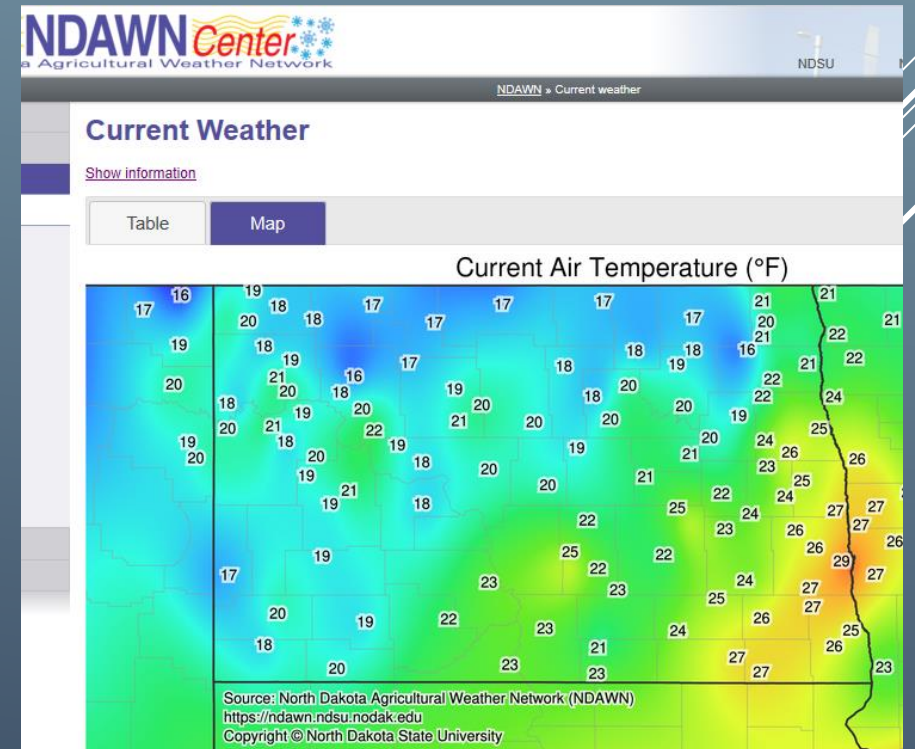 NDAWN Center
a Agricultural Weather Network
NDSU
NDAWN » Current weather
Current Weather
Show information
Table Map
Current Air Temperature (°F)
16 19 21
17 18 17 17 17 21
20 18 17 17 20 21
19 18 21 22
19 17 18 18 18 16 21 22
20 21 20 16 18 19 20 19 22
18 19 20 20 18 20 22 24
20 21 22 21 20 20 19 25
19 18 19 19 20 24 26
20 20 18 20 21 23 26
19 21 20 21 22 25
19 18 25 24 27 27
22 23 24 26 27
19 25 22 22 26 29 26
17 23 23 24 27 27
20 19 22 23 25 27
18 24 26 25
20 23 21 27 26
23 27 23
Source: North Dakota Agricultural Weather Network (NDAWN)
https://ndawn.ndsu.nodak.edu
Copyright © North Dakota State University